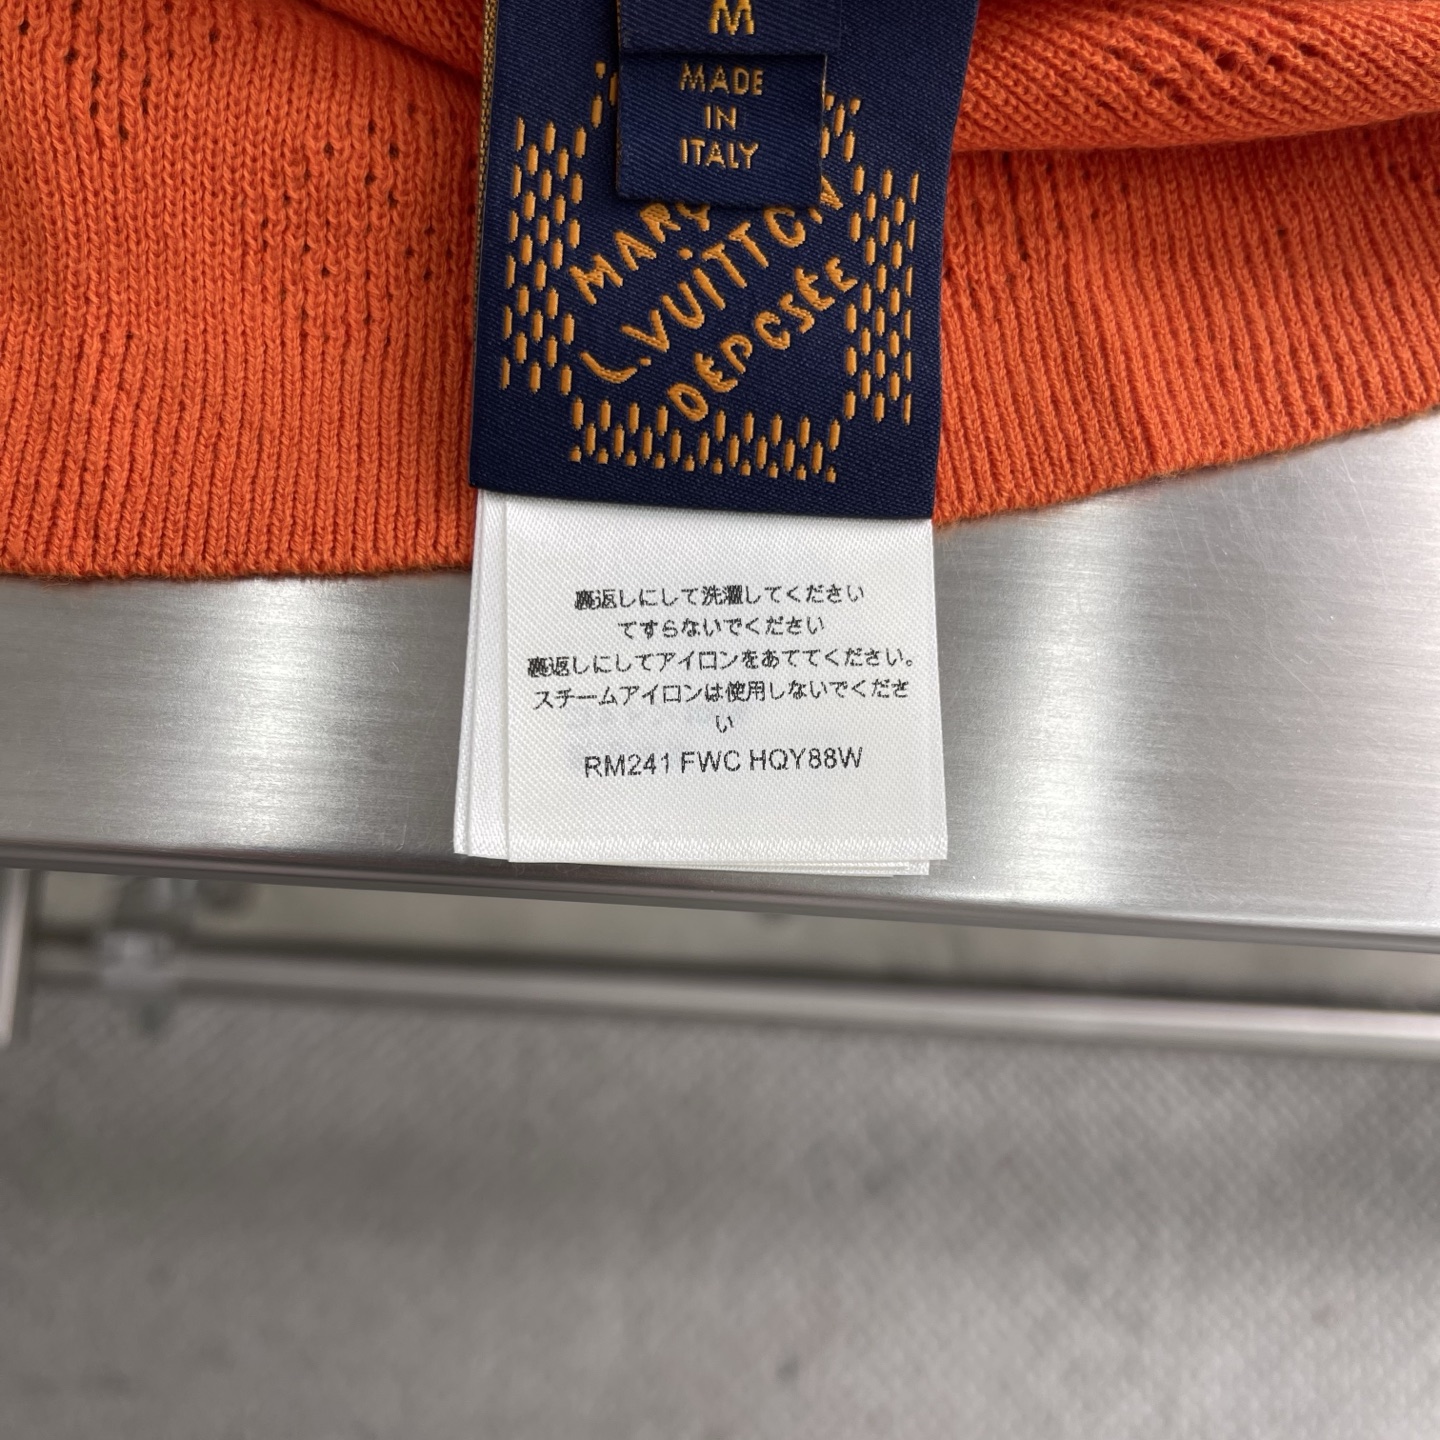 M
MADE
IN
ITALY
L.VUITTON
DÉPOSÉE
裏返しにして洗濯してください
てすらないでください
裏返しにしてアイロンをあててください。
スチームアイロンは使用しないでくださ
い
RM241 FWC HQY88W